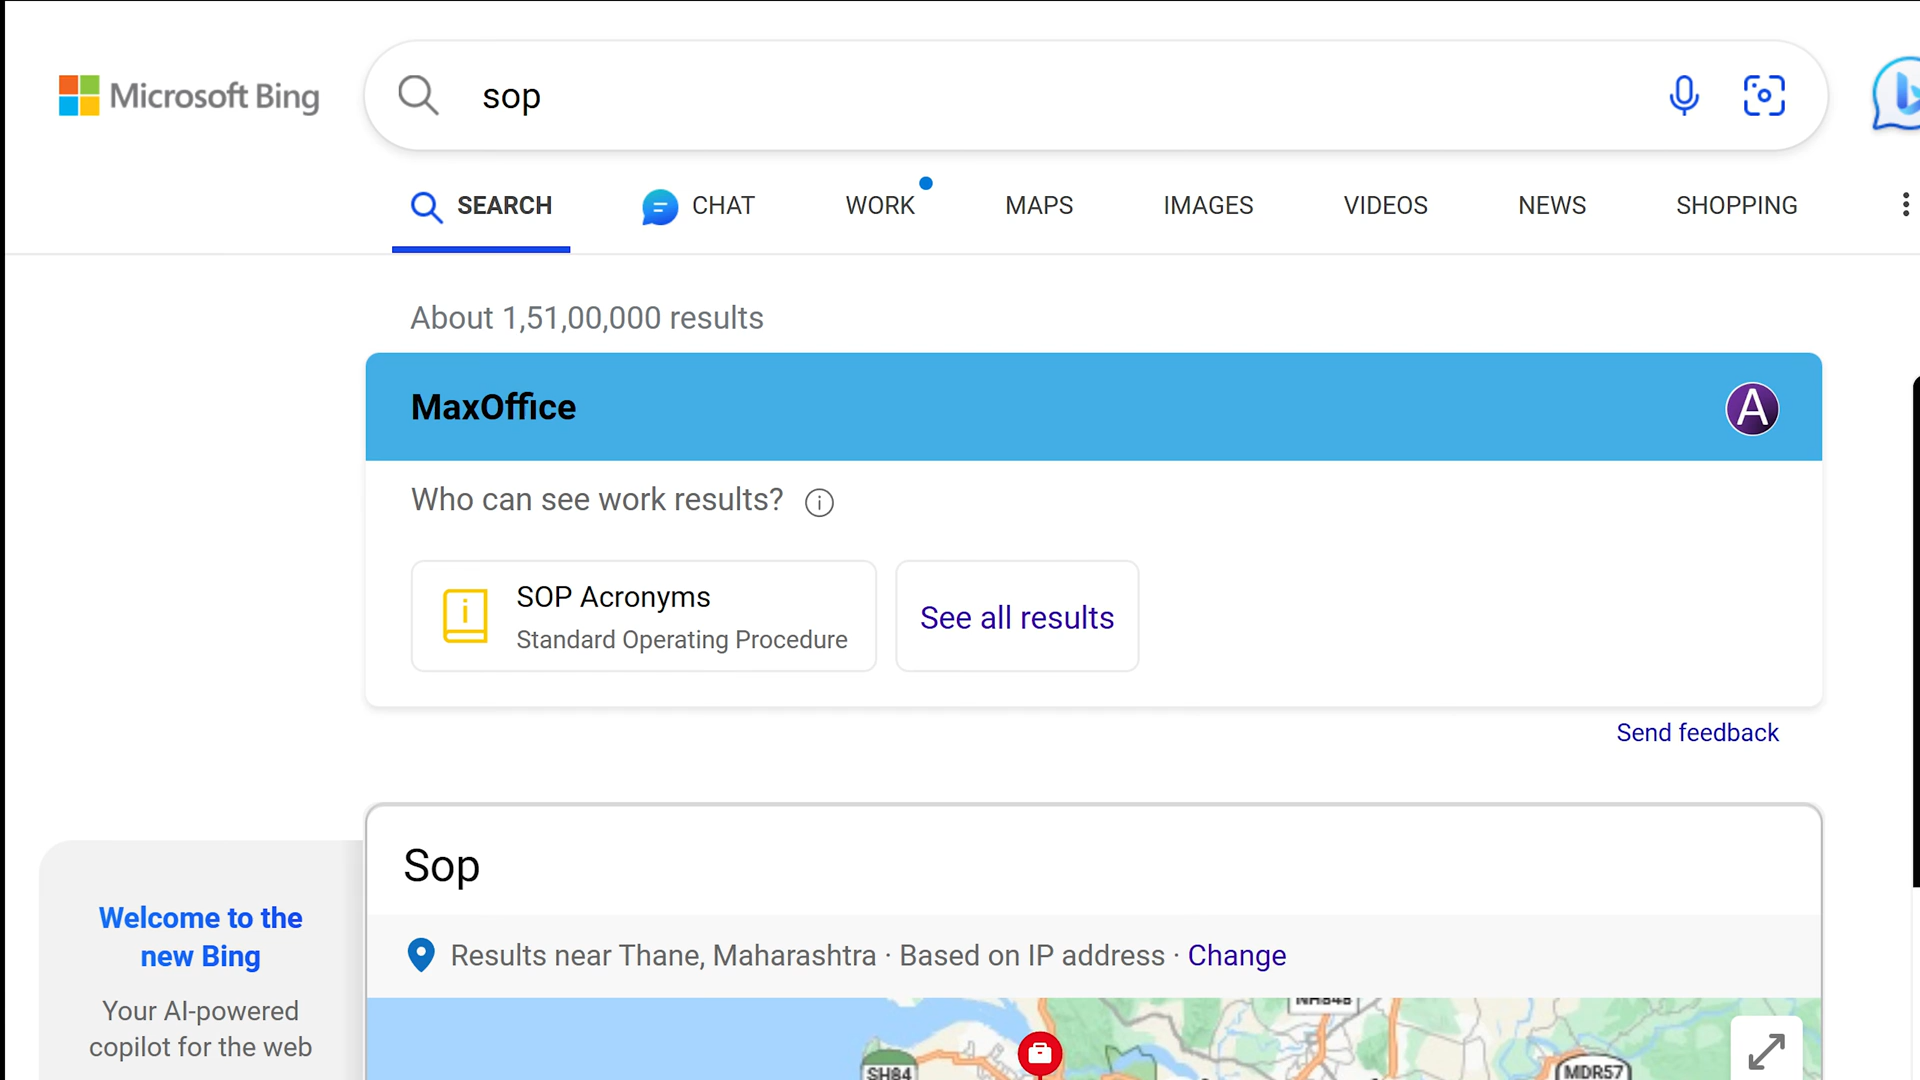 Microsoft Bing
sop
SEARCH
CHAT
WORK
MAPS
IMAGES
VIDEOS
NEWS
SHOPPING
About 1,51,00,000 results
MaxOffice
A
Who can see work results?
SOP Acronyms
Standard Operating Procedure
See all results
Send feedback
Sop
Results near Thane, Maharashtra · Based on IP address · Change
Welcome to the
new Bing
Your AI-powered
copilot for the web
NH848
SH84
MDR57